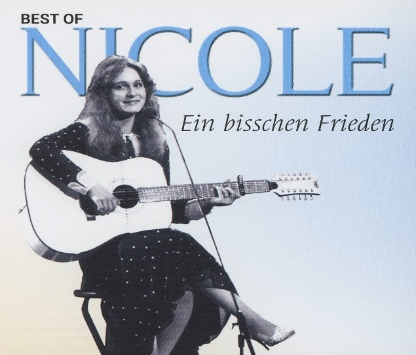 BEST OF
NICOLE
Ein bisschen Frieden